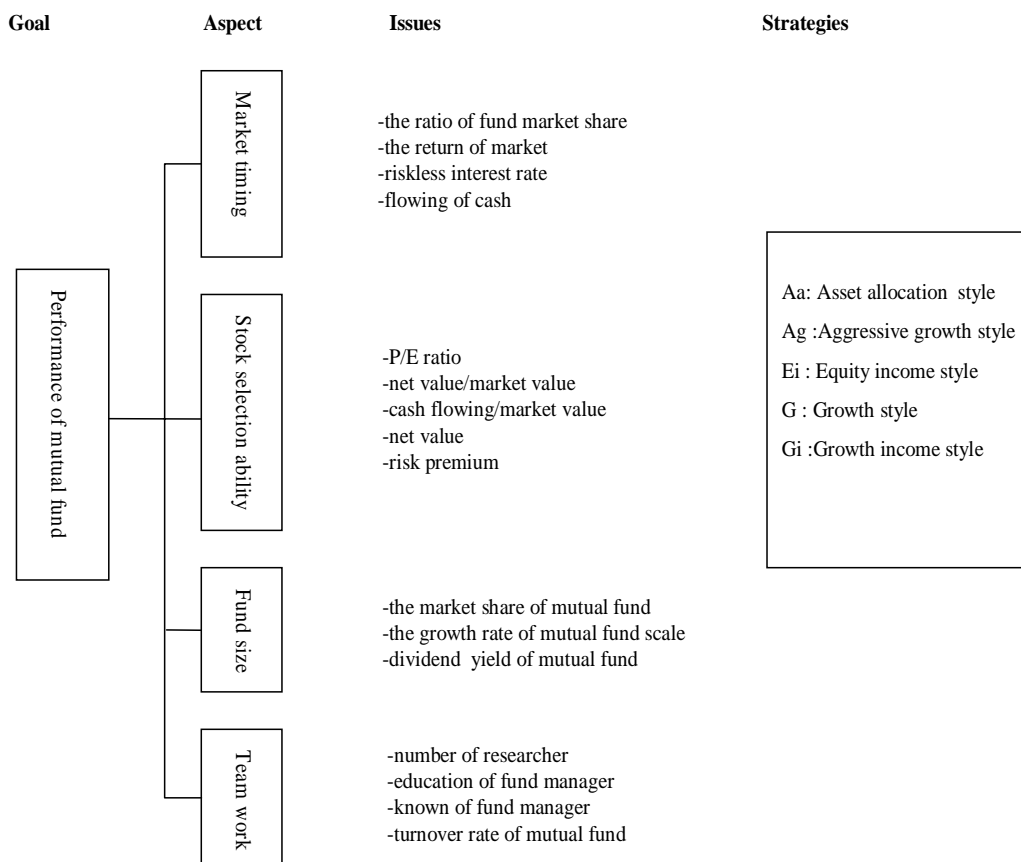 Goal Aspect Issues Strategies
Performance of mutual fund
Market timing
-the ratio of fund market share
-the return of market
-riskless interest rate
-flowing of cash
Stock selection ability
-P/E ratio
-net value/market value
-cash flowing/market value
-net value
-risk premium
Fund size
-the market share of mutual fund
-the growth rate of mutual fund scale
-dividend yield of mutual fund
Team work
-number of researcher
-education of fund manager
-known of fund manager
-turnover rate of mutual fund
Aa: Asset allocation style
Ag :Aggressive growth style
Ei : Equity income style
G : Growth style
Gi :Growth income style